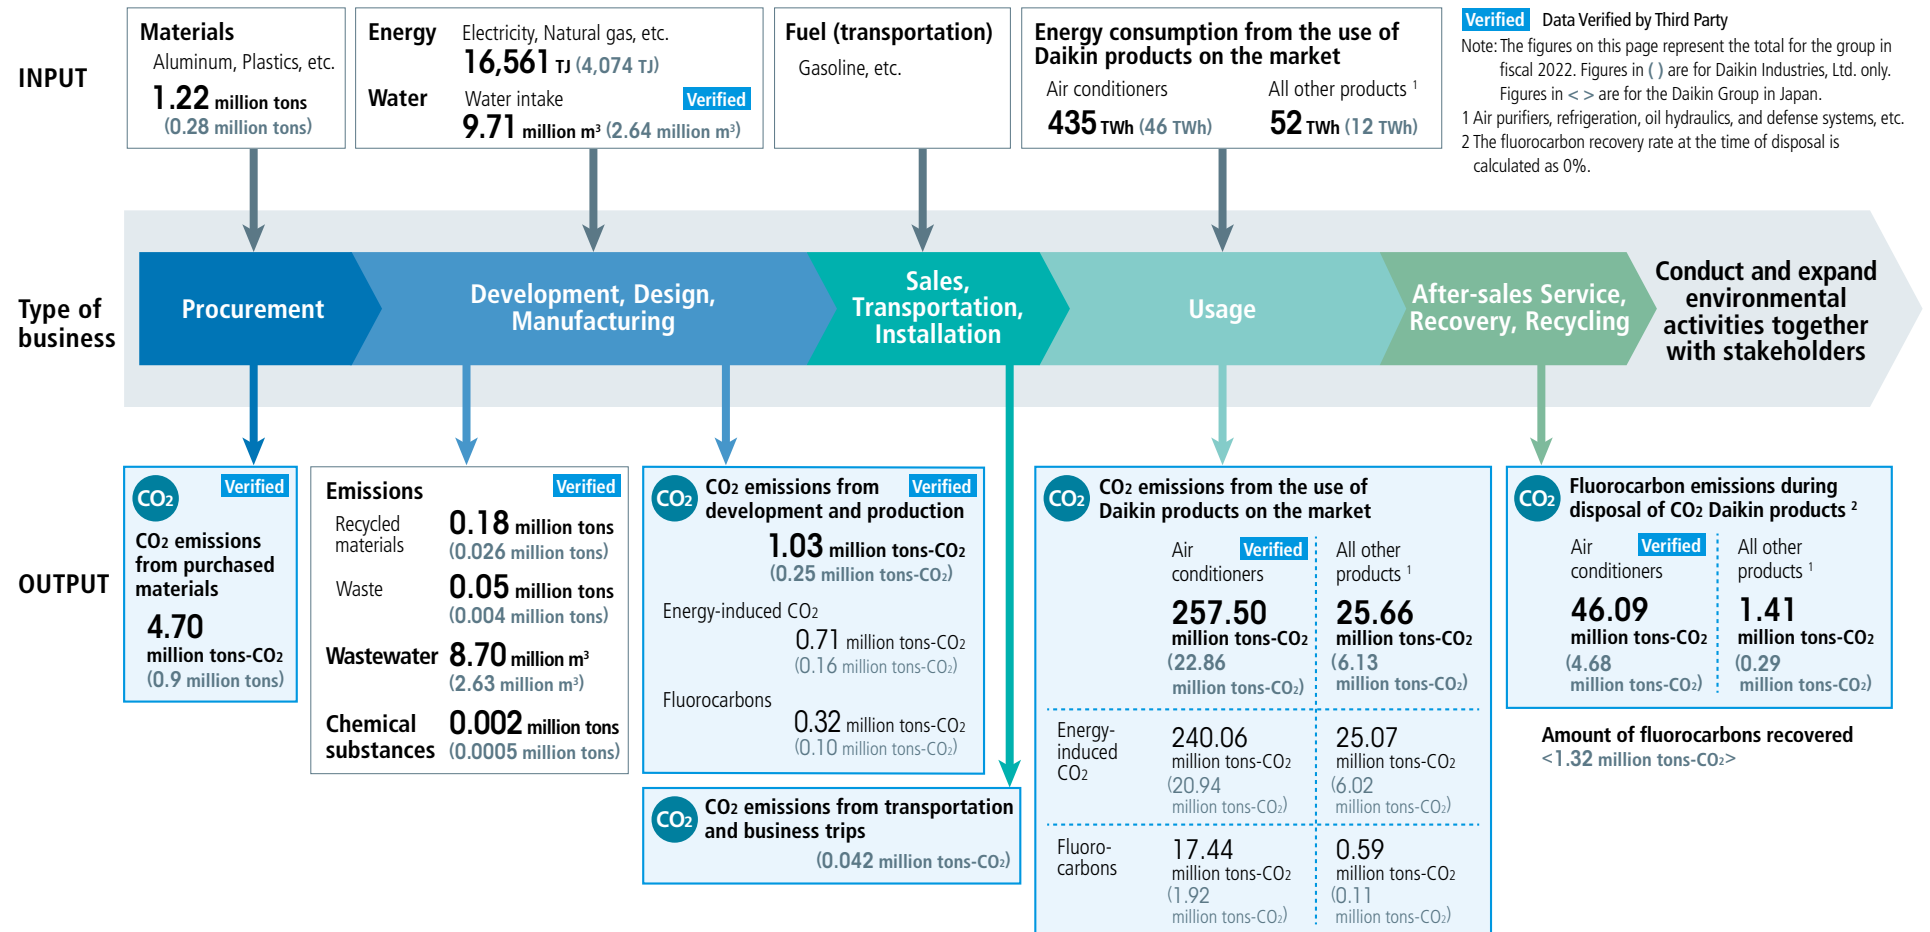 INPUT
Materials
Aluminum, Plastics, etc.
1.22 million tons
(0.28 million tons)
Energy
Electricity, Natural gas, etc.
16,561 TJ (4,074 TJ)
Water
Water intake
Verified
9.71 million m³ (2.64 million m³)
Fuel (transportation)
Gasoline, etc.
Energy consumption from the use of
Daikin products on the market
Air conditioners
435 TWh (46 TWh)
All other products ¹
52 TWh (12 TWh)
Verified Data Verified by Third Party
Note: The figures on this page represent the total for the group in
fiscal 2022. Figures in ( ) are for Daikin Industries, Ltd. only.
Figures in < > are for the Daikin Group in Japan.
1 Air purifiers, refrigeration, oil hydraulics, and defense systems, etc.
2 The fluorocarbon recovery rate at the time of disposal is
calculated as 0%.
Type of
business
Procurement
Development, Design,
Manufacturing
Sales,
Transportation,
Installation
Usage
After-sales Service,
Recovery, Recycling
Conduct and expand
environmental
activities together
with stakeholders
OUTPUT
CO₂
Verified
CO₂ emissions
from purchased
materials
4.70
million tons-CO₂
(0.9 million tons)
Emissions
Verified
Recycled
materials
0.18 million tons
(0.026 million tons)
Waste
0.05 million tons
(0.004 million tons)
Wastewater
8.70 million m³
(2.63 million m³)
Chemical
substances
0.002 million tons
(0.0005 million tons)
CO₂
CO₂ emissions from
development and production
Verified
1.03 million tons-CO₂
(0.25 million tons-CO₂)
Energy-induced CO₂
0.71 million tons-CO₂
(0.16 million tons-CO₂)
Fluorocarbons
0.32 million tons-CO₂
(0.10 million tons-CO₂)
CO₂
CO₂ emissions from transportation
and business trips
(0.042 million tons-CO₂)
CO₂
CO₂ emissions from the use of
Daikin products on the market
Air
conditioners
Verified
257.50
million tons-CO₂
(22.86
million tons-CO₂)
All other
products ¹
25.66
million tons-CO₂
(6.13
million tons-CO₂)
Energy-
induced
CO₂
240.06
million tons-CO₂
(20.94
million tons-CO₂)
25.07
million tons-CO₂
(6.02
million tons-CO₂)
Fluoro-
carbons
17.44
million tons-CO₂
(1.92
million tons-CO₂)
0.59
million tons-CO₂
(0.11
million tons-CO₂)
CO₂
Fluorocarbon emissions during
disposal of CO₂ Daikin products ²
Air
conditioners
Verified
46.09
million tons-CO₂
(4.68
million tons-CO₂)
All other
products ¹
1.41
million tons-CO₂
(0.29
million tons-CO₂)
Amount of fluorocarbons recovered
<1.32 million tons-CO₂>